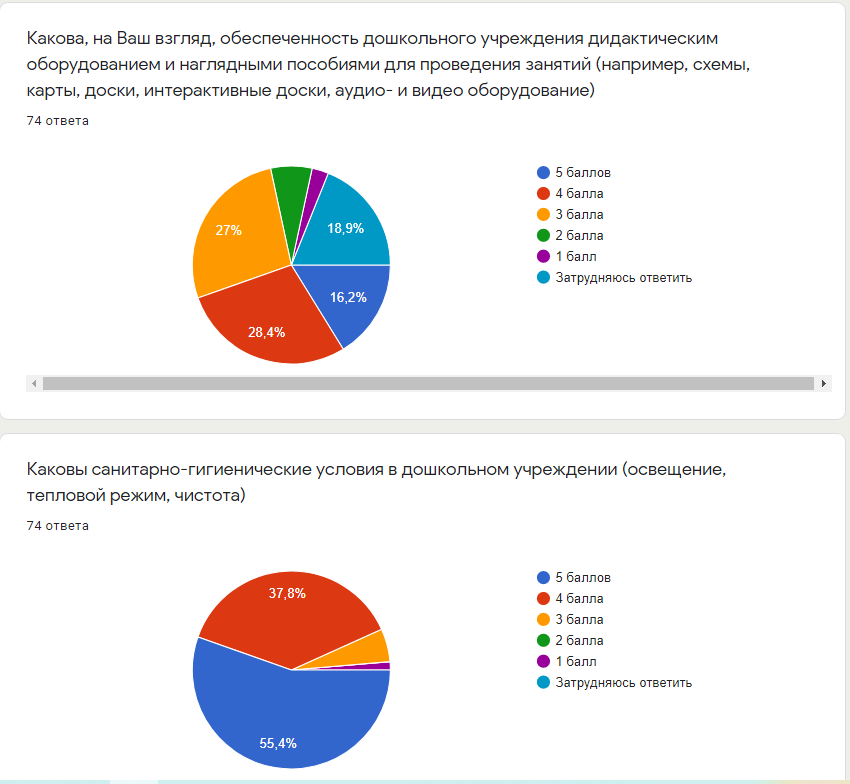 Какова, на Ваш взгляд, обеспеченность дошкольного учреждения дидактическим
оборудованием и наглядными пособиями для проведения занятий (например, схемы,
карты, доски, интерактивные доски, аудио- и видео оборудование)
74 ответа
5 баллов
4 балла
3 балла
2 балла
1 балл
Затрудняюсь ответить
27%
18,9%
16,2%
28,4%
Каковы санитарно-гигиенические условия в дошкольном учреждении (освещение,
тепловой режим, чистота)
74 ответа
5 баллов
4 балла
3 балла
2 балла
1 балл
Затрудняюсь ответить
37,8%
55,4%